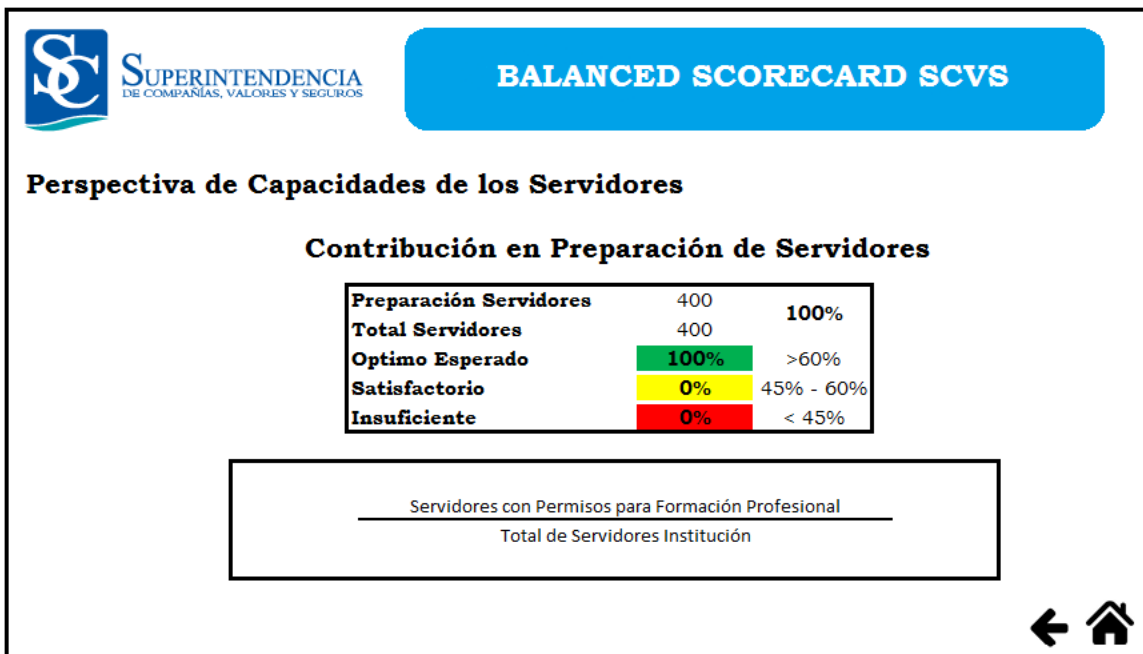 SC
SUPERINTENDENCIA
DE COMPAÑÍAS, VALORES Y SEGUROS
BALANCED SCORECARD SCVS
Perspectiva de Capacidades de los Servidores
Contribución en Preparación de Servidores
Preparación Servidores 400 100%
Total Servidores 400
Optimo Esperado 100% >60%
Satisfactorio 0% 45% - 60%
Insuficiente 0% < 45%
Servidores con Permisos para Formación Profesional
Total de Servidores Institución